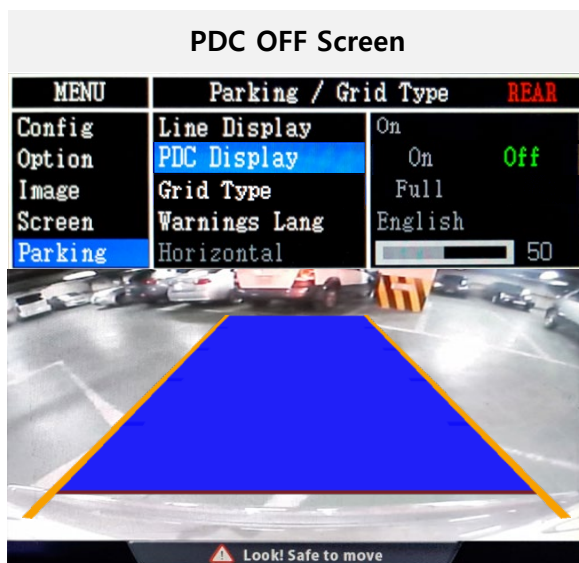 PDC OFF Screen
MENU Parking / Grid Type REAR
Config Line Display On
Option PDC Display On Off
Image Grid Type Full
Screen Warnings Lang English
Parking Horizontal 50
Look! Safe to move